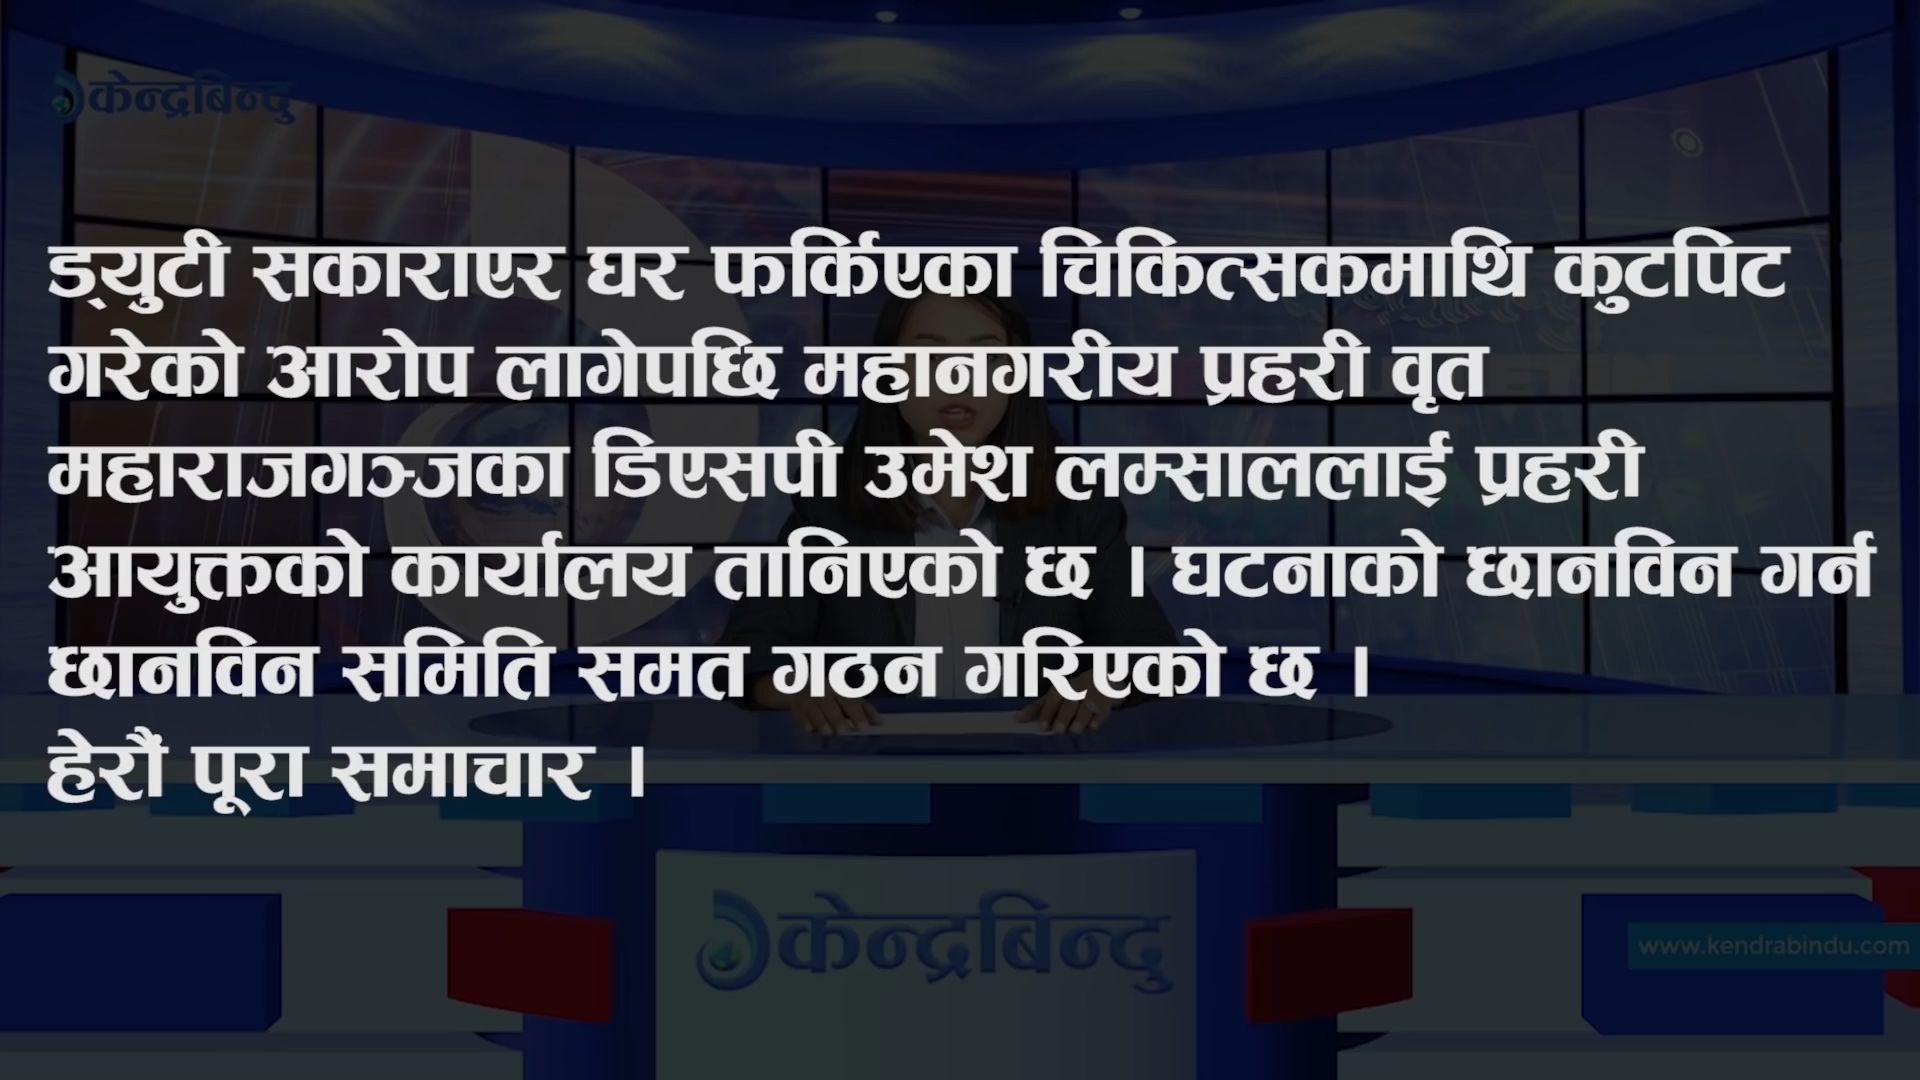 केन्द्रबिन्दु
ड्युटी सकाराएर घर फर्किएका चिकित्सकमाथि कुटपिट
गरेको आरोप लागेपछि महानगरीय प्रहरी वृत
महाराजगञ्जका डिएसपी उमेश लम्साललाई प्रहरी
आयुक्तको कार्यालय तानिएको छ । घटनाको छानविन गर्न
छानविन समिति समत गठन गरिएको छ ।
हेरौं पूरा समाचार ।
केन्द्रबिन्दु
www.kendrabindu.com